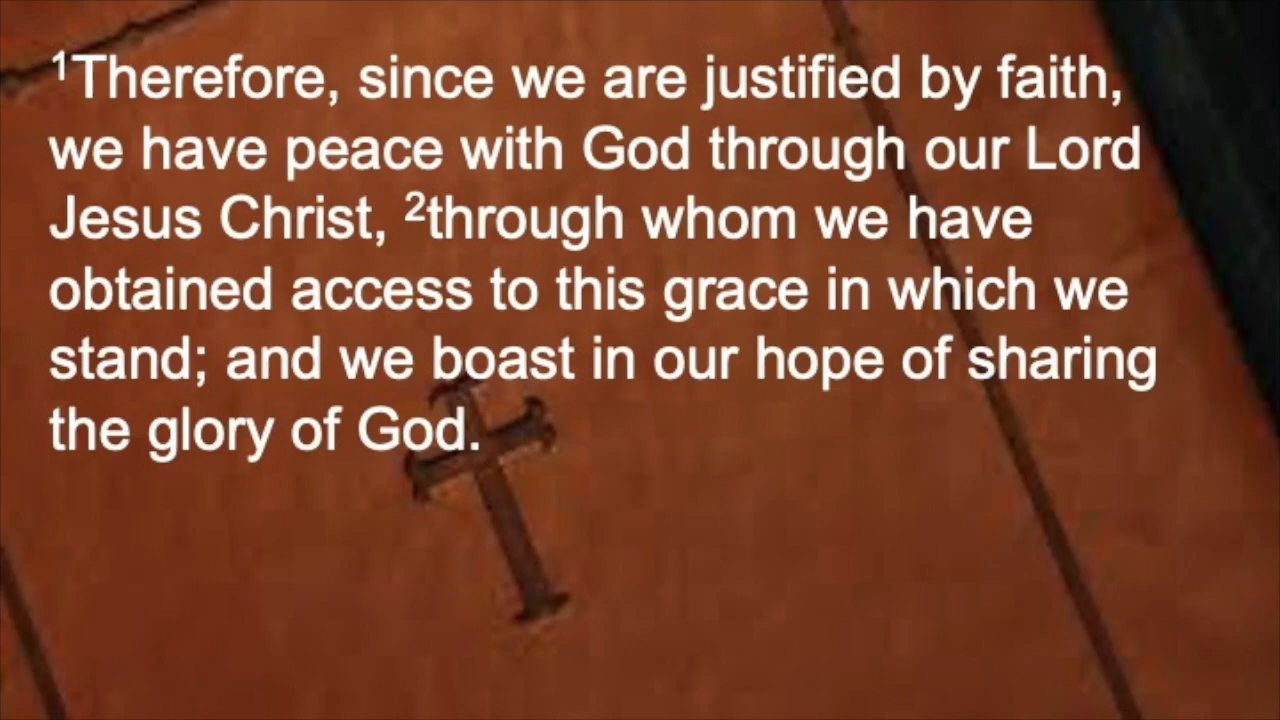 ¹Therefore, since we are justified by faith,
we have peace with God through our Lord
Jesus Christ, ²through whom we have
obtained access to this grace in which we
stand; and we boast in our hope of sharing
the glory of God.